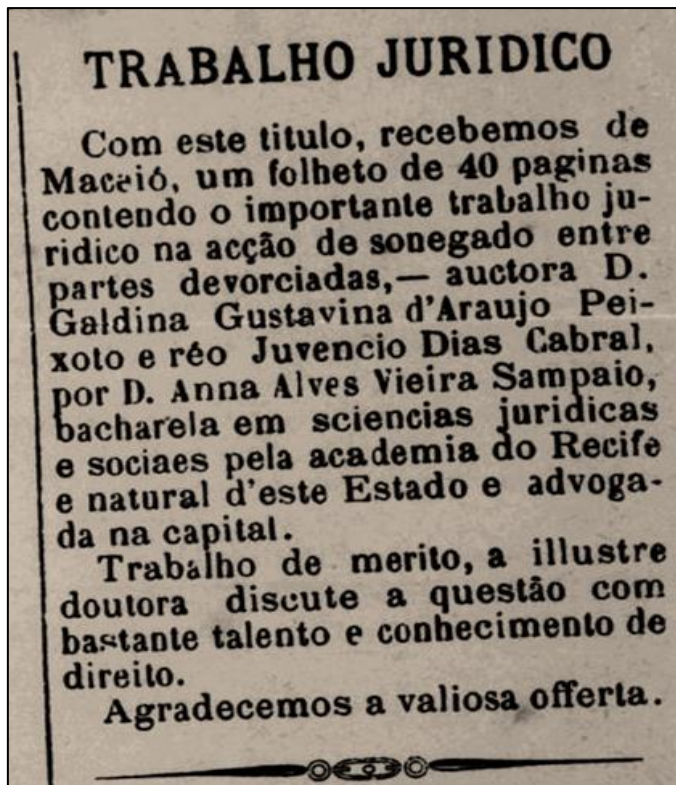 TRABALHO JURIDICO
Com este titulo, recebemos de
Maceió, um folheto de 40 paginas
contendo o importante trabalho ju-
ridico na acção de sonegado entre
partes devorciadas,— auctora D.
Galdina Gustavina d'Araujo Pei-
xoto e réo Juvencio Dias Cabral,
por D. Anna Alves Vieira Sampaio,
bacharela em sciencias juridicas
e sociaes pela academia do Recife
e natural d'este Estado e advoga-
da na capital.
Trabalho de merito, a illustre
doutora discute a questão com
bastante talento e conhecimento de
direito.
Agradecemos a valiosa offerta.